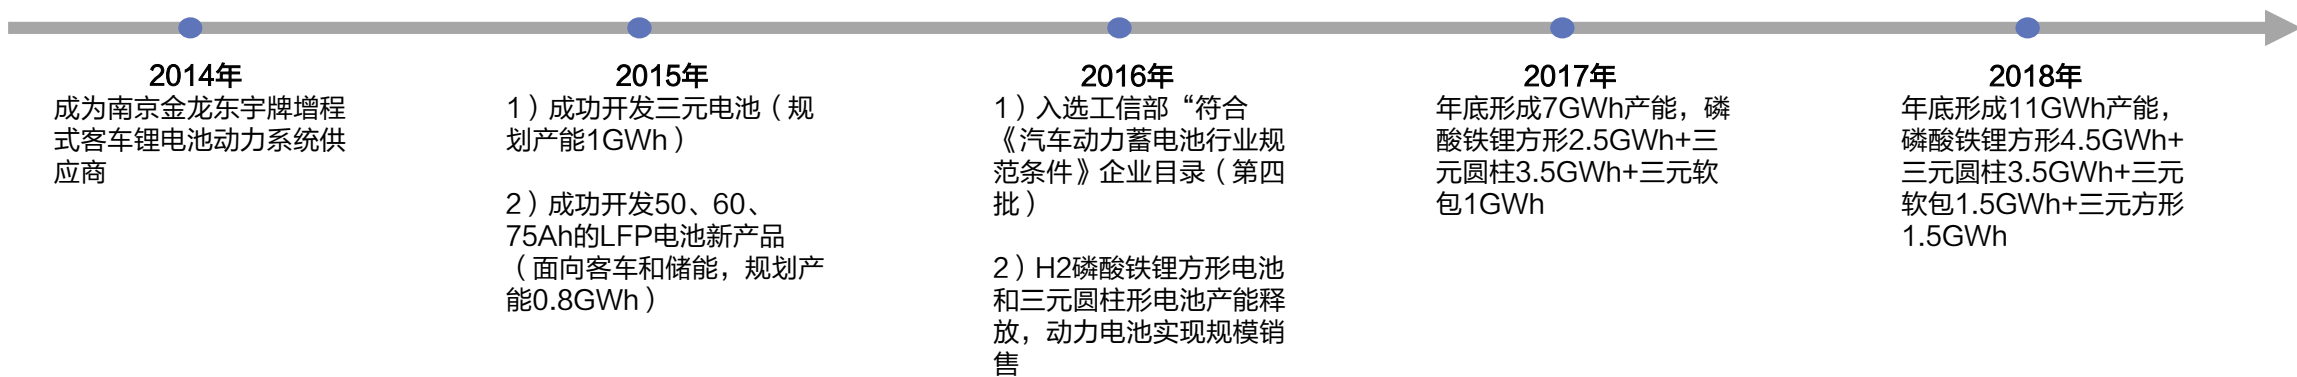 2014年
成为南京金龙东宇牌增程
式客车锂电池动力系统供
应商
2015年
1）成功开发三元电池（规
划产能1GWh）
2）成功开发50、60、
75Ah的LFP电池新产品
（面向客车和储能，规划产
能0.8GWh）
2016年
1）入选工信部“符合
《汽车动力蓄电池行业规
范条件》企业目录（第四
批）
2）H2磷酸铁锂方形电池
和三元圆柱形电池产能释
放，动力电池实现规模销
售
2017年
年底形成7GWh产能，磷
酸铁锂方形2.5GWh+三
元圆柱3.5GWh+三元软
包1GWh
2018年
年底形成11GWh产能，
磷酸铁锂方形4.5GWh+
三元圆柱3.5GWh+三元
软包1.5GWh+三元方形
1.5GWh